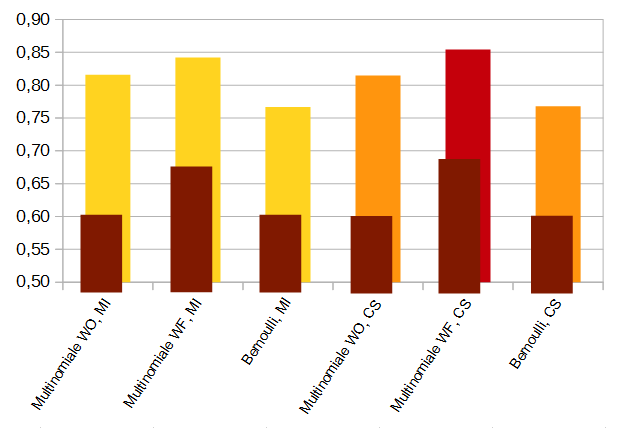 0,90
0,85
0,80
0,75
0,70
0,65
0,60
0,55
0,50
Multinomiale WO, MI
Multinomiale WF, MI
Bernoulli, MI
Multinomiale WO, CS
Multinomiale WF, CS
Bernoulli, CS